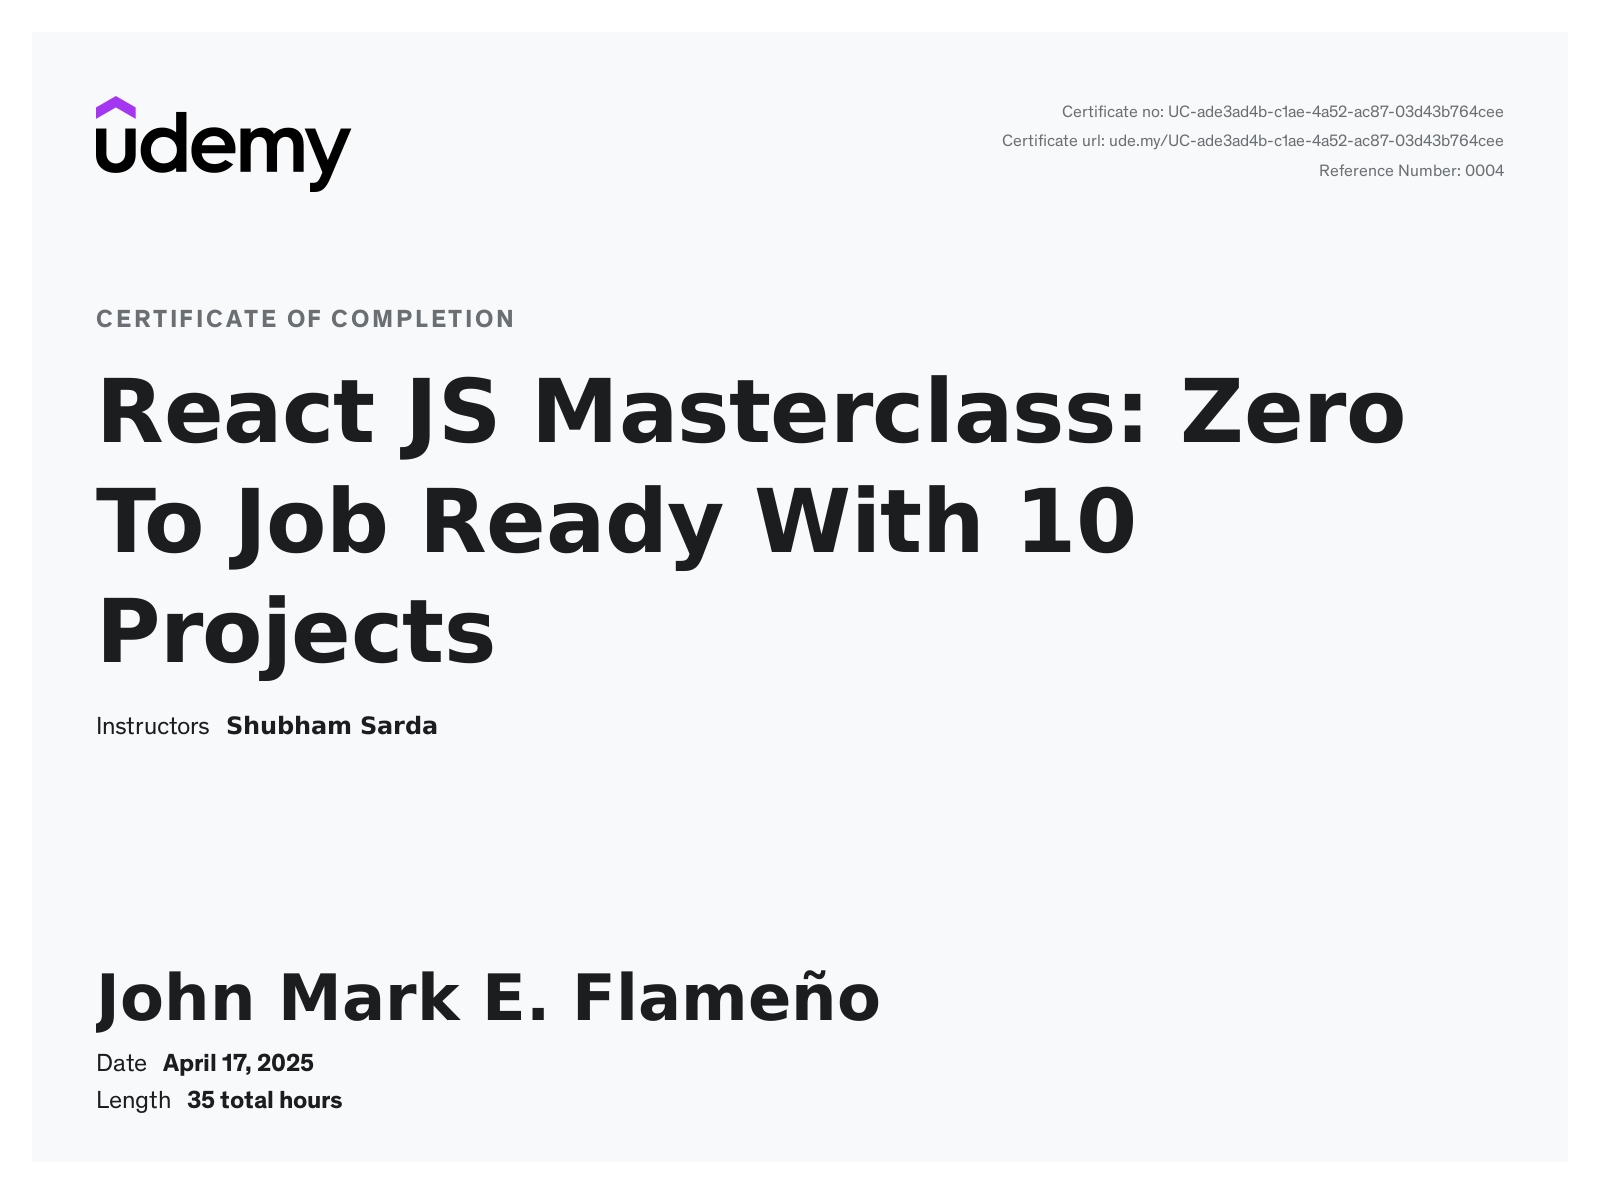 udemy
Certificate no: UC-ade3ad4b-c1ae-4a52-ac87-03d43b764cee
Certificate url: ude.my/UC-ade3ad4b-c1ae-4a52-ac87-03d43b764cee
Reference Number: 0004
CERTIFICATE OF COMPLETION
React JS Masterclass: Zero
To Job Ready With 10
Projects
Instructors Shubham Sarda
John Mark E. Flameño
Date April 17, 2025
Length 35 total hours